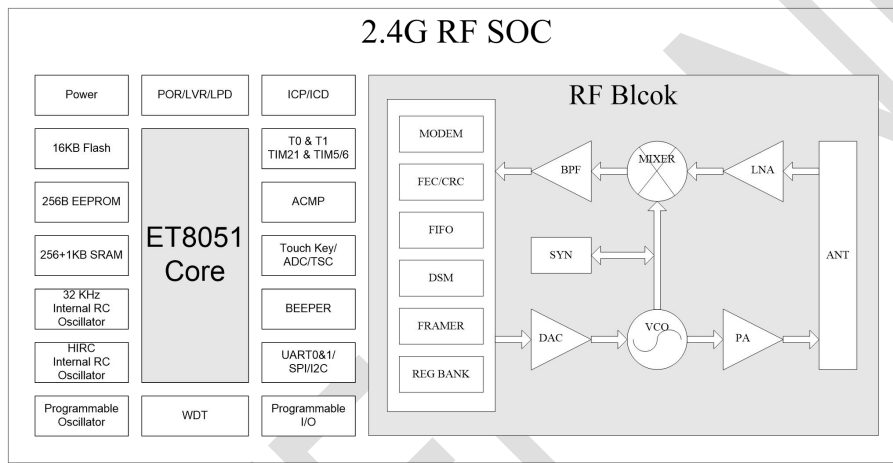 2.4G RF SOC
Power
POR/LVR/LPD
ICP/ICD
16KB Flash
T0 & T1
TIM21 & TIM5/6
256B EEPROM
ACMP
ET8051
Core
256+1KB SRAM
Touch Key/
ADC/TSC
32 KHz
Internal RC
Oscillator
BEEPER
HIRC
Internal RC
Oscillator
UART0&1/
SPI/I2C
Programmable
Oscillator
WDT
Programmable
I/O
RF Blcok
MODEM
FEC/CRC
FIFO
DSM
FRAMER
REG BANK
BPF
MIXER
LNA
SYN
ANT
DAC
VCO
PA